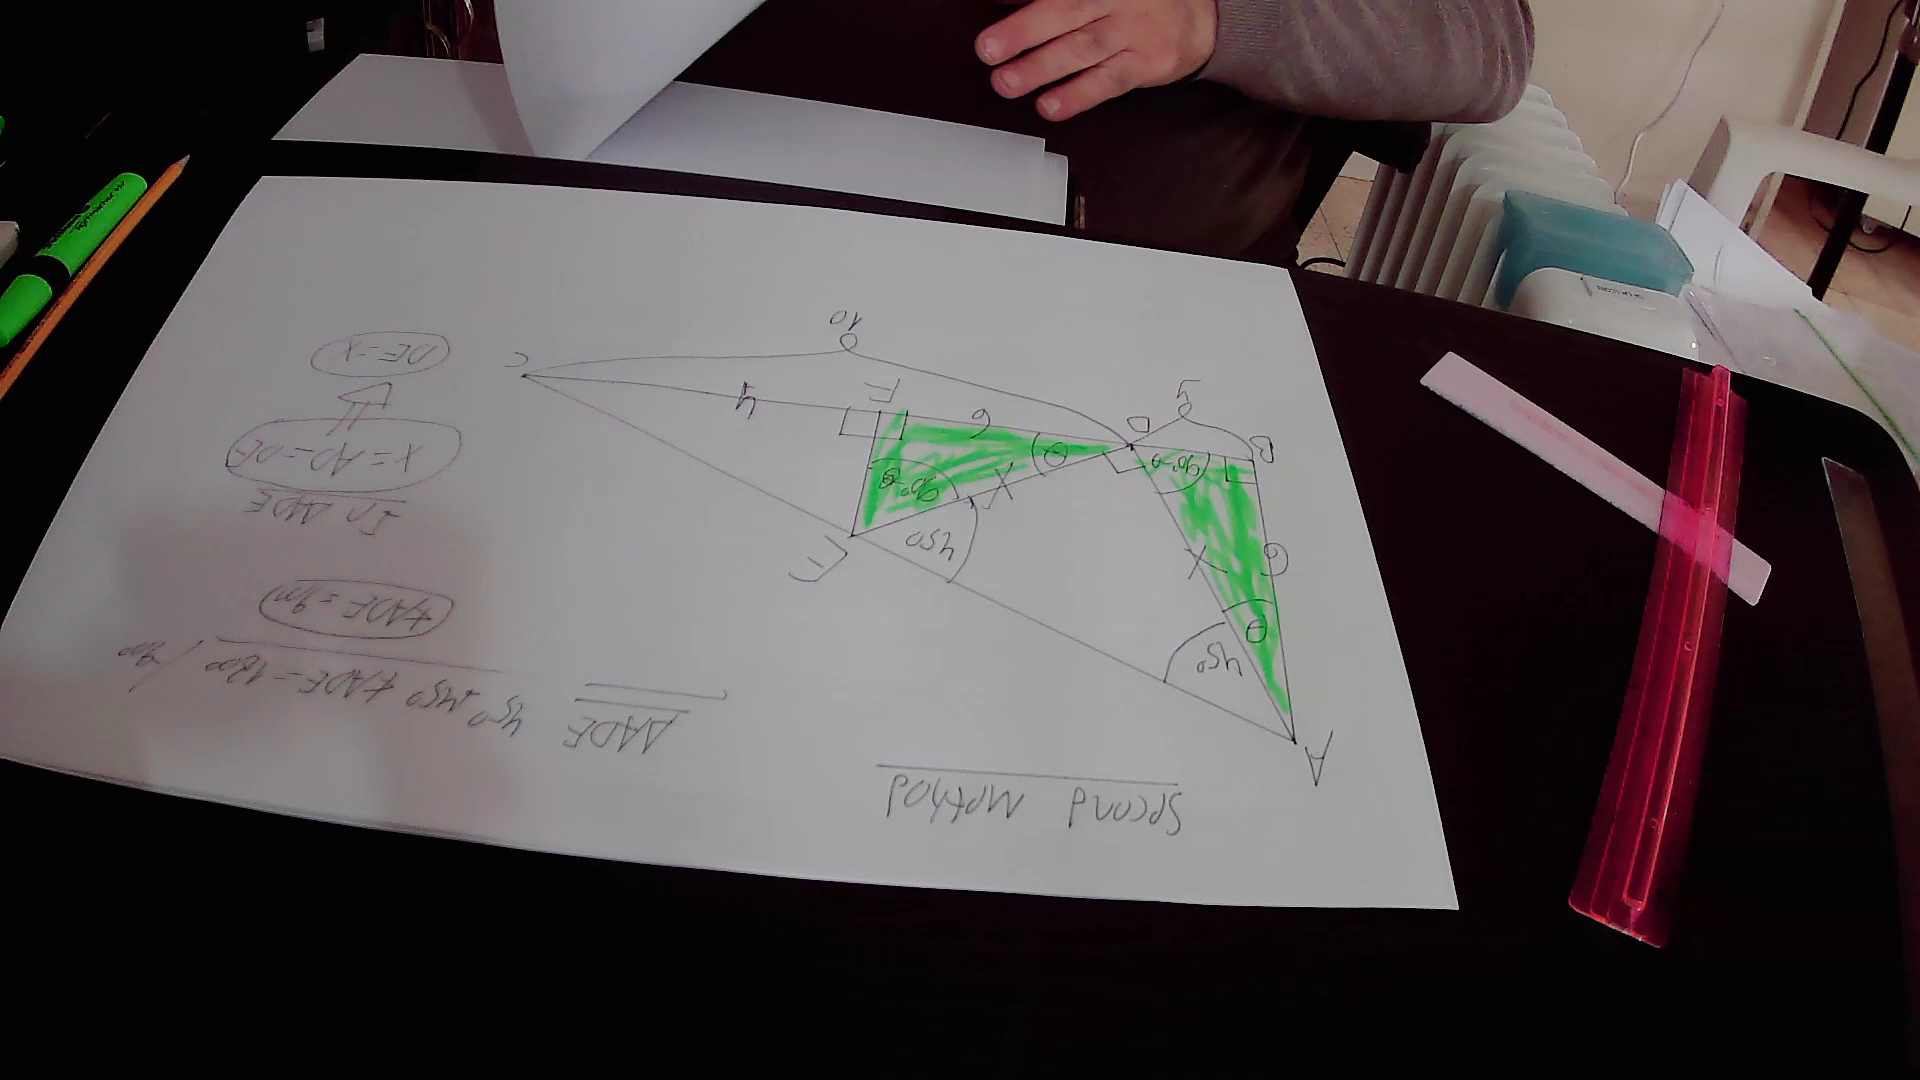 Second Method
A
45°
θ
6
x
B
90°-θ
5
D
θ
x
6
10
F
90°-θ
45°
E
4
C
ΔADE
45°+45°+∡ADE=180°
∡ADE=90°
In ΔADE
x=AD=DE
DE=x